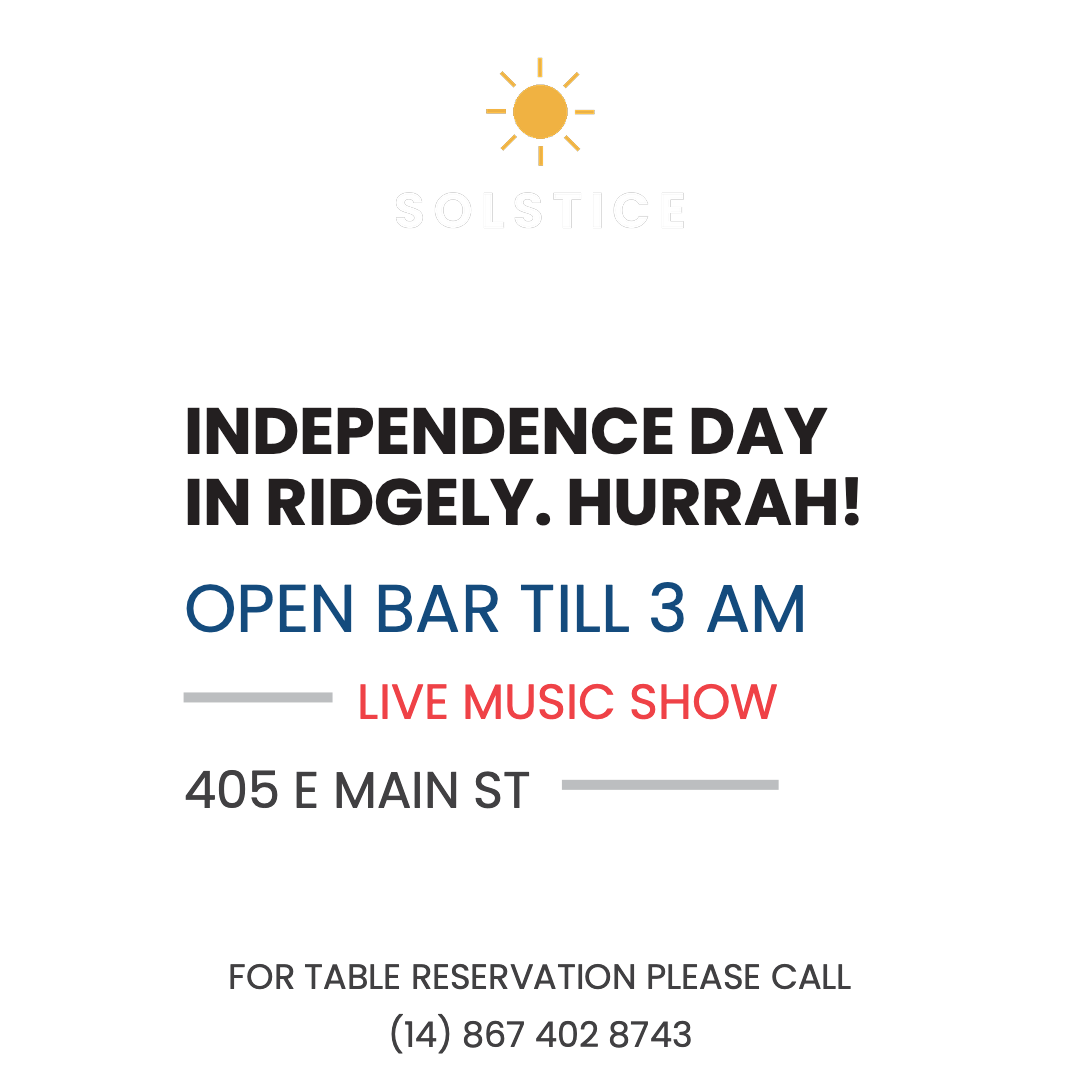 SOLSTICE
INDEPENDENCE DAY
IN RIDGELY. HURRAH!
OPEN BAR TILL 3 AM
LIVE MUSIC SHOW
405 E MAIN ST
FOR TABLE RESERVATION PLEASE CALL
(14) 867 402 8743